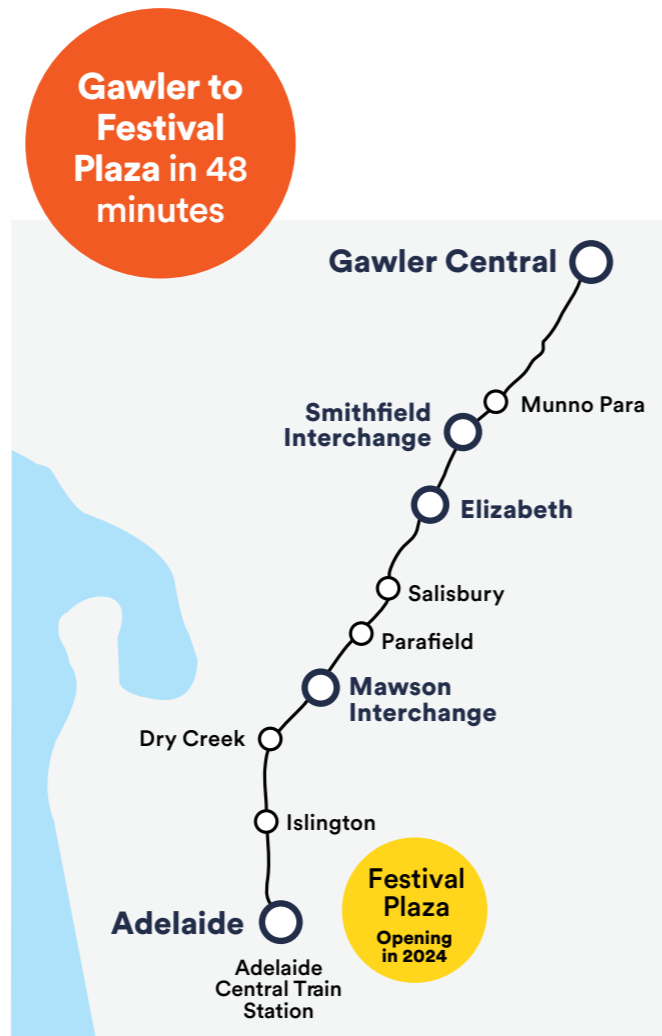 Gawler to
Festival
Plaza in 48
minutes
Gawler Central
Munno Para
Smithfield
Interchange
Elizabeth
Salisbury
Parafield
Mawson
Interchange
Dry Creek
Islington
Festival
Plaza
Opening
in 2024
Adelaide
Adelaide
Central Train
Station